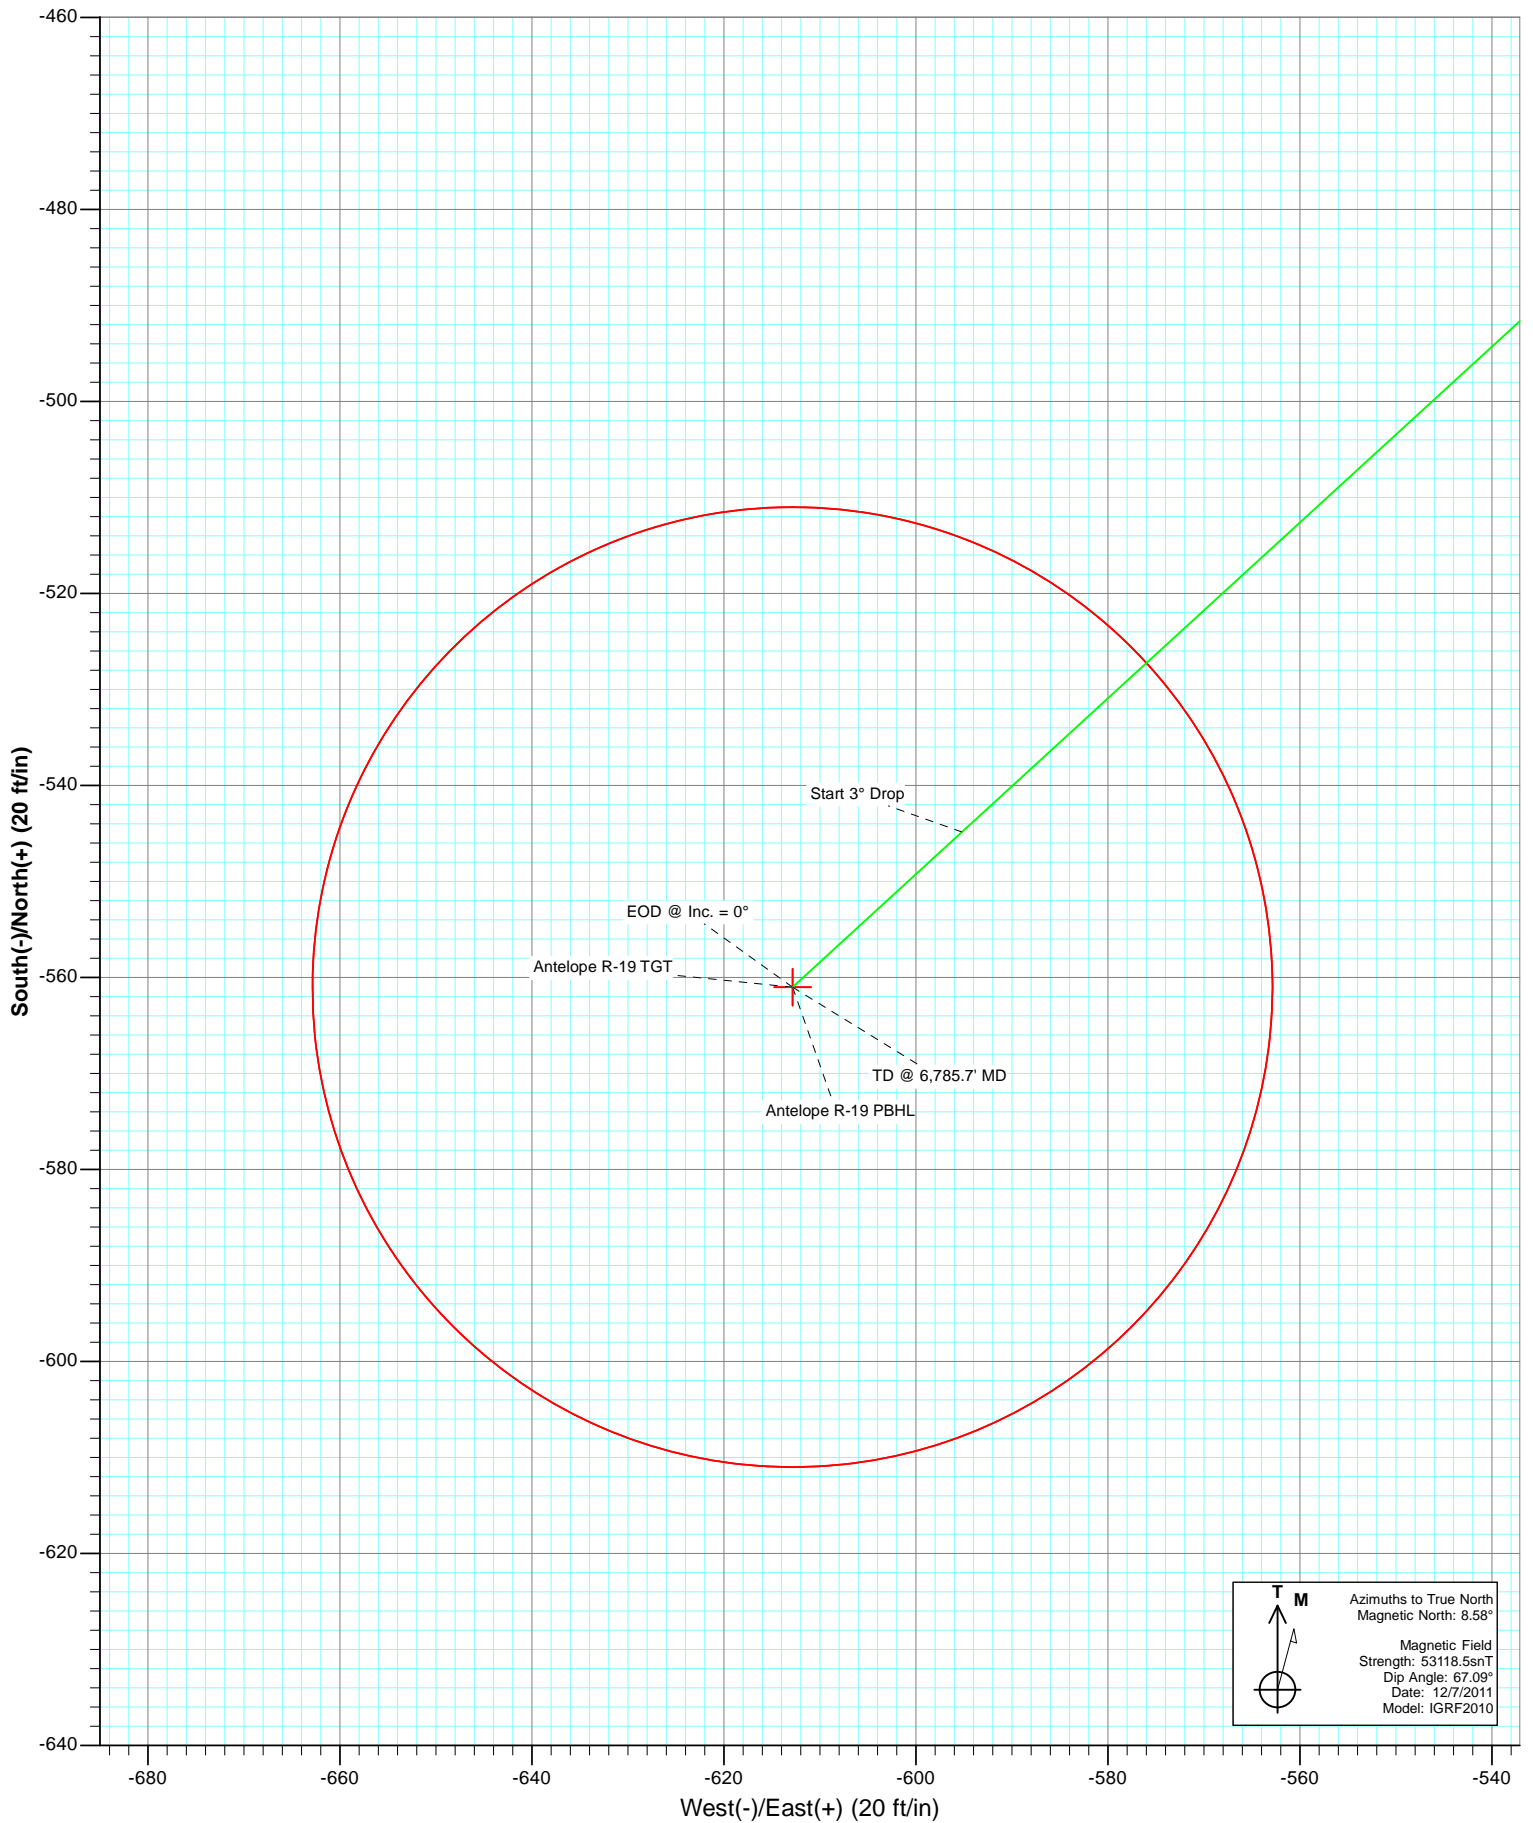 -460
-480
-500
-520
-540
-560
-580
-600
-620
-640
South(-)/North(+) (20 ft/in)
Start 3° Drop
EOD @ Inc. = 0°
Antelope R-19 TGT
TD @ 6,785.7' MD
Antelope R-19 PBHL
T
M
Azimuths to True North
Magnetic North: 8.58°
Magnetic Field
Strength: 53118.5snT
Dip Angle: 67.09°
Date: 12/7/2011
Model: IGRF2010
-680
-660
-640
-620
-600
-580
-560
-540
West(-)/East(+) (20 ft/in)